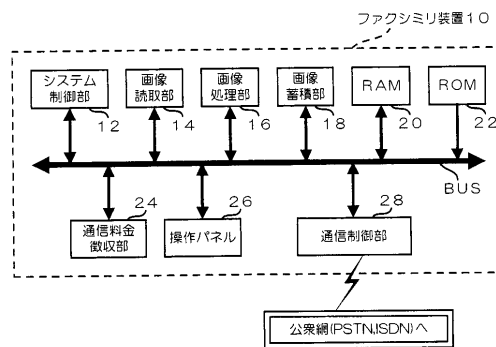 ファクシミリ装置10
システム
制御部
画像
読取部
画像
処理部
画像
蓄積部
RAM
ROM
12
14
16
18
20
22
BUS
24
26
28
通信料金
徴収部
操作パネル
通信制御部
公衆網(PSTN,ISDN)へ